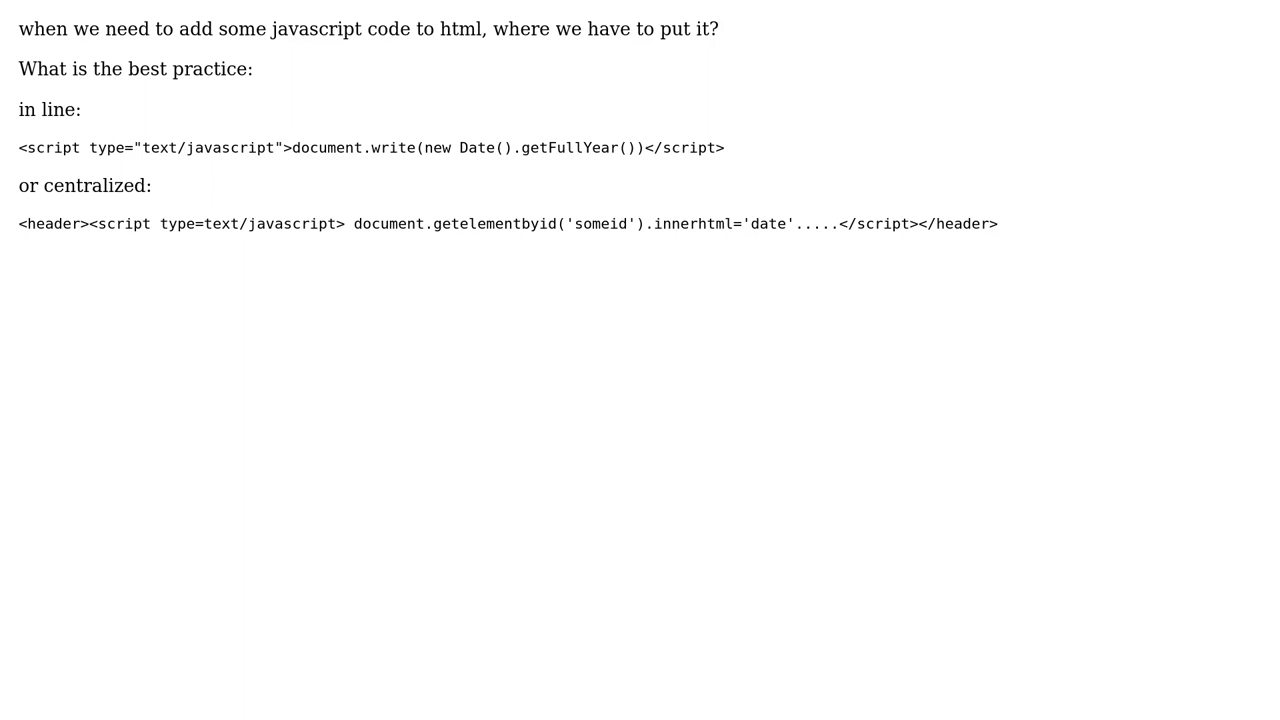 when we need to add some javascript code to html, where we have to put it?
What is the best practice:
in line:
<script type="text/javascript">document.write(new Date().getFullYear())</script>
or centralized:
<header><script type=text/javascript> document.getelementbyid('someid').innerhtml='date'.....</script></header>